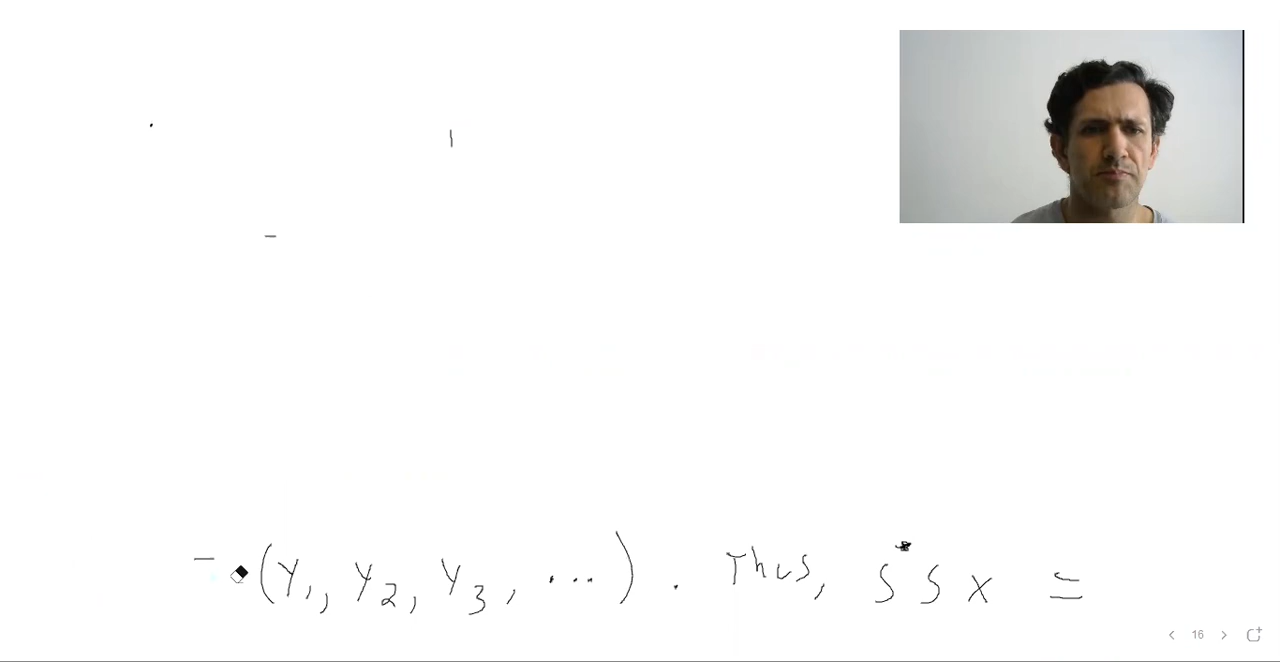 (y₁, y₂, y₃, ...). Thus, S*Sx =
16